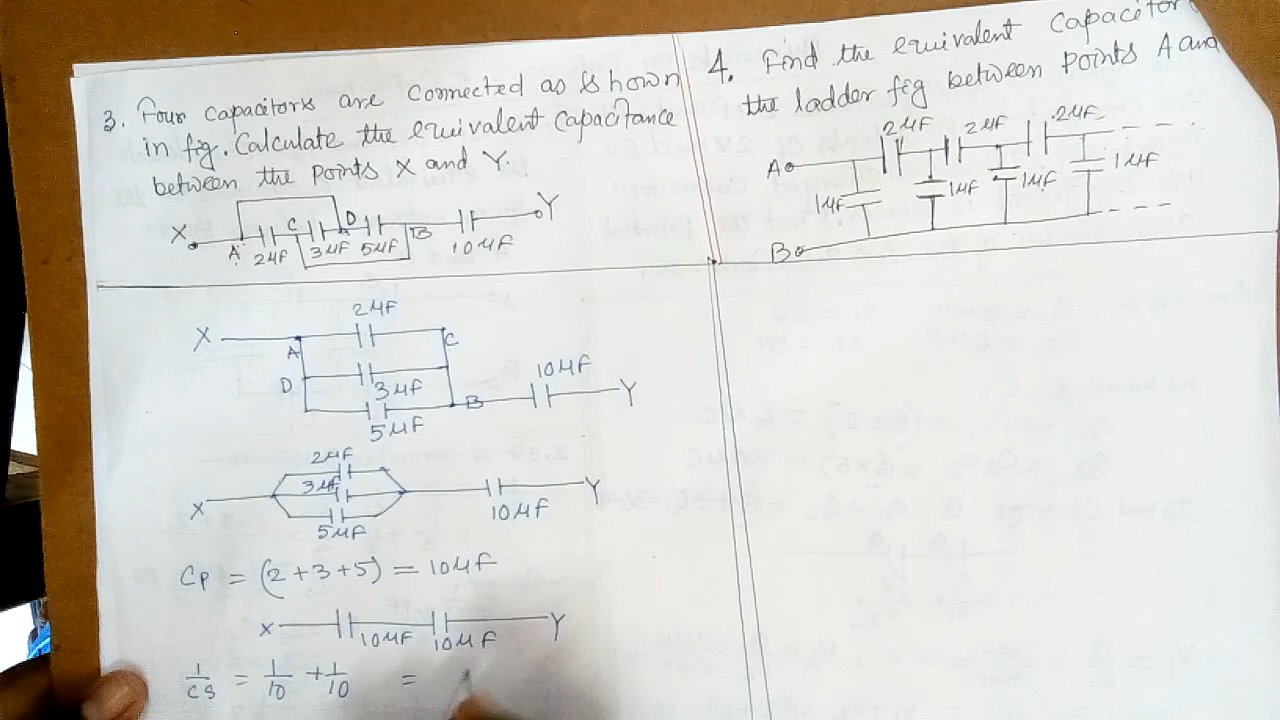 3. Four capacitors are connected as shown
in fig. Calculate the equivalent capacitance
between the points X and Y.
X A 2μF C 3μF D 5μF B 10μF Y
X A 2μF C
D 3μF 10μF
5μF B Y
2μF
X 3μF Y
5μF 10μF
Cp = (2+3+5) = 10μF
X 10μF 10μF Y
1/Cs = 1/10 + 1/10 =
4. Find the equivalent capacitor
the ladder fig between points A and
2μF 2μF 2μF
A
1μF 1μF 1μF 1μF
B